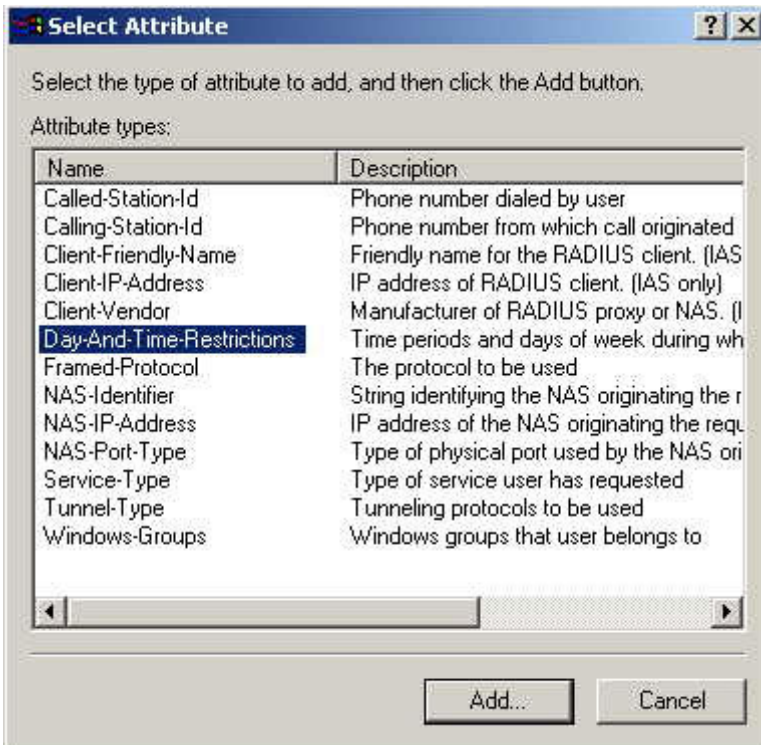 Select Attribute
Select the type of attribute to add, and then click the Add button.
Attribute types:
Name Description
Called-Station-Id Phone number dialed by user
Calling-Station-Id Phone number from which call originated
Client-Friendly-Name Friendly name for the RADIUS client. (IAS
Client-IP-Address IP address of RADIUS client. (IAS only)
Client-Vendor Manufacturer of RADIUS proxy or NAS. (I
Day-And-Time-Restrictions Time periods and days of week during wh
Framed-Protocol The protocol to be used
NAS-Identifier String identifying the NAS originating the r
NAS-IP-Address IP address of the NAS originating the requ
NAS-Port-Type Type of physical port used by the NAS ori
Service-Type Type of service user has requested
Tunnel-Type Tunneling protocols to be used
Windows-Groups Windows groups that user belongs to
Add... Cancel